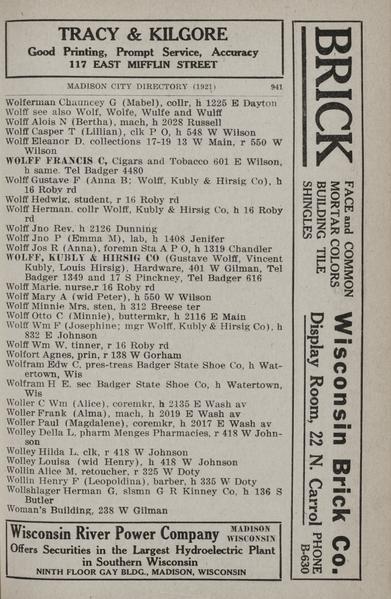 TRACY & KILGORE
Good Printing, Prompt Service, Accuracy
117 EAST MIFFLIN STREET
MADISON CITY DIRECTORY (1921) 941
Wolferman Chauncey G (Mabel), collr, h 1225 E Dayton
Wolff see also Wolf, Wolfe, Wulfe and Wulff
Wolff Alois N (Bertha), mach, h 2028 Russell
Wolff Casper T (Lillian), clk P O, h 548 W Wilson
Wolff Eleanor D. collections 17-19 13 W Main, r 550 W
Wilson
WOLFF FRANCIS C, Cigars and Tobacco 601 E Wilson,
h same. Tel Badger 4480
Wolff Gustave F (Anna B; Wolff, Kubly & Hirsig Co), h
16 Roby rd
Wolff Hedwig, student, r 16 Roby rd
Wolff Herman. collr Wolff, Kubly & Hirsig Co, h 16 Roby
rd
Wolff Jno Rev, h 2126 Dunning
Wolff Jno P (Emma M), lab, h 1408 Jenifer
Wolff Jos R (Anna), foremn Sta A P O, h 1319 Chandler
WOLFF, KUBLY & HIRSIG CO (Gustave Wolff, Vincent
Kubly, Louis Hirsig), Hardware, 401 W Gilman, Tel
Badger 1349 and 17 S Pinckney, Tel Badger 616
Wolff Marie. nurse,r 16 Roby rd
Wolff Mary A (wid Peter), h 550 W Wilson
Wolff Minnie Mrs. sten, h 312 Breese ter
Wolff Otto C (Minnie), buttermkr, h 2116 E Main
Wolff Wm F (Josephine; mgr Wolff, Kubly & Hirsig Co), h
832 E Johnson
Wolff Wm W, tinner, r 16 Roby rd
Wolfort Agnes, prin, r 138 W Gorham
Wolfram Edw C, pres-treas Badger State Shoe Co, h Wat-
ertown, Wis
Wolfram H E. sec Badger State Shoe Co, h Watertown,
Wis
Woller C Wm (Alice), coremkr, h 2135 E Wash av
Woller Frank (Alma), mach, h 2019 E Wash av
Woller Paul (Magdalene), coremkr, h 2017 E Wash av
Wolley Della L. pharm Menges Pharmacies, r 418 W John-
son
Wolley Hilda L. clk, r 418 W Johnson
Wolley Louisa (wid Henry), h 418 W Johnson
Wollin Alice M. retoucher, r 325 W Doty
Wollin Henry F (Leopoldina), barber, h 335 W Doty
Wollshlager Herman G, slsmn G R Kinney Co, h 136 S
Butler
Woman's Building, 238 W Gilman
Wisconsin River Power Company MADISON WISCONSIN
Offers Securities in the Largest Hydroelectric Plant
in Southern Wisconsin
NINTH FLOOR GAY BLDG., MADISON, WISCONSIN
BRICK
FACE and COMMON
MORTAR COLORS
BUILDING TILE
SHINGLES
Wisconsin Brick Co.
Display Room, 22 N. Carrol
PHONE
B-630